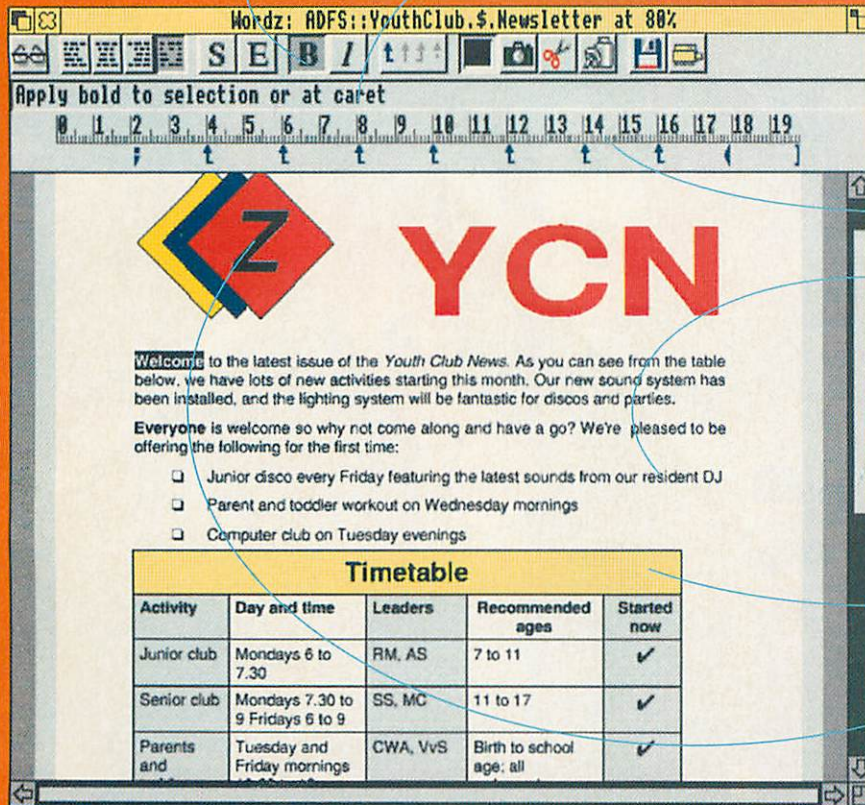 Wordz: ADFS::YouthClub.$.Newsletter at 80%
S E B I
Apply bold to selection or at caret
0 1 2 3 4 5 6 7 8 9 10 11 12 13 14 15 16 17 18 19
Z YCN
Welcome to the latest issue of the Youth Club News. As you can see from the table
below, we have lots of new activities starting this month. Our new sound system has
been installed, and the lighting system will be fantastic for discos and parties.
Everyone is welcome so why not come along and have a go? We're pleased to be
offering the following for the first time:
Junior disco every Friday featuring the latest sounds from our resident DJ
Parent and toddler workout on Wednesday mornings
Computer club on Tuesday evenings
Timetable
Activity Day and time Leaders Recommended ages Started now
Junior club Mondays 6 to 7.30 RM, AS 7 to 11
Senior club Mondays 7.30 to 9 Fridays 6 to 9 SS, MC 11 to 17
Parents and Tuesday and Friday mornings CWA, VvS Birth to school age; all